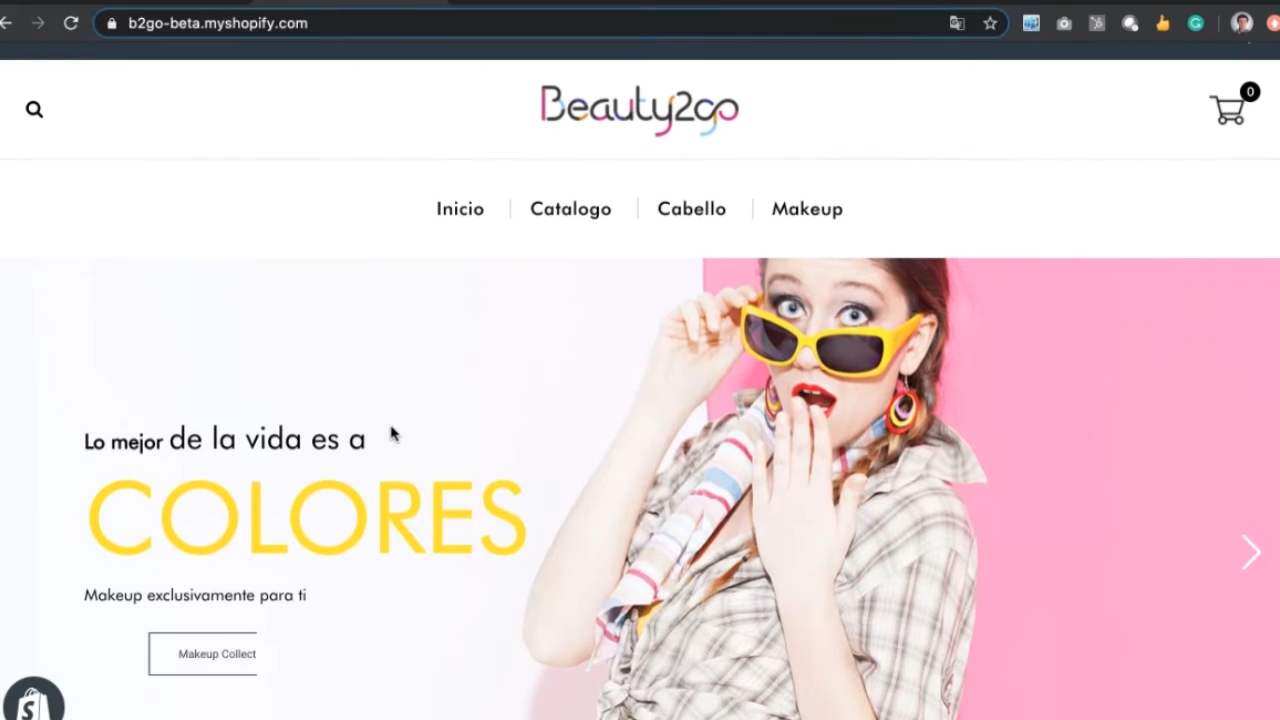 b2go-beta.myshopify.com
Beauty2go
0
Inicio
Catalogo
Cabello
Makeup
Lo mejor de la vida es a
COLORES
Makeup exclusivamente para ti
Makeup Collect
S